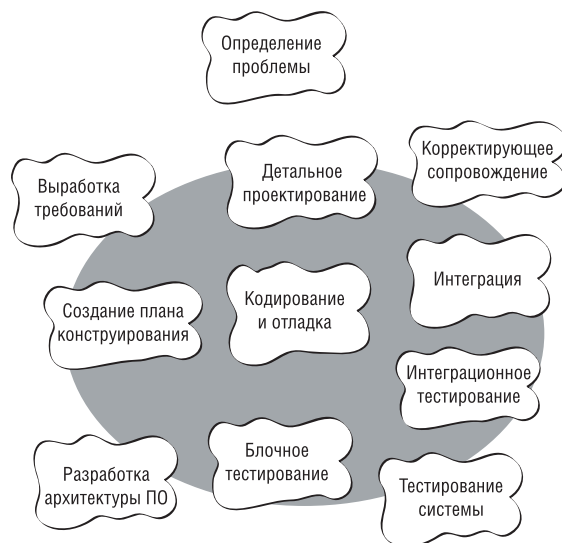 Определение
проблемы
Корректирующее
сопровождение
Детальное
проектирование
Выработка
требований
Интеграция
Кодирование
и отладка
Создание плана
конструирования
Интеграционное
тестирование
Блочное
тестирование
Разработка
архитектуры ПО
Тестирование
системы